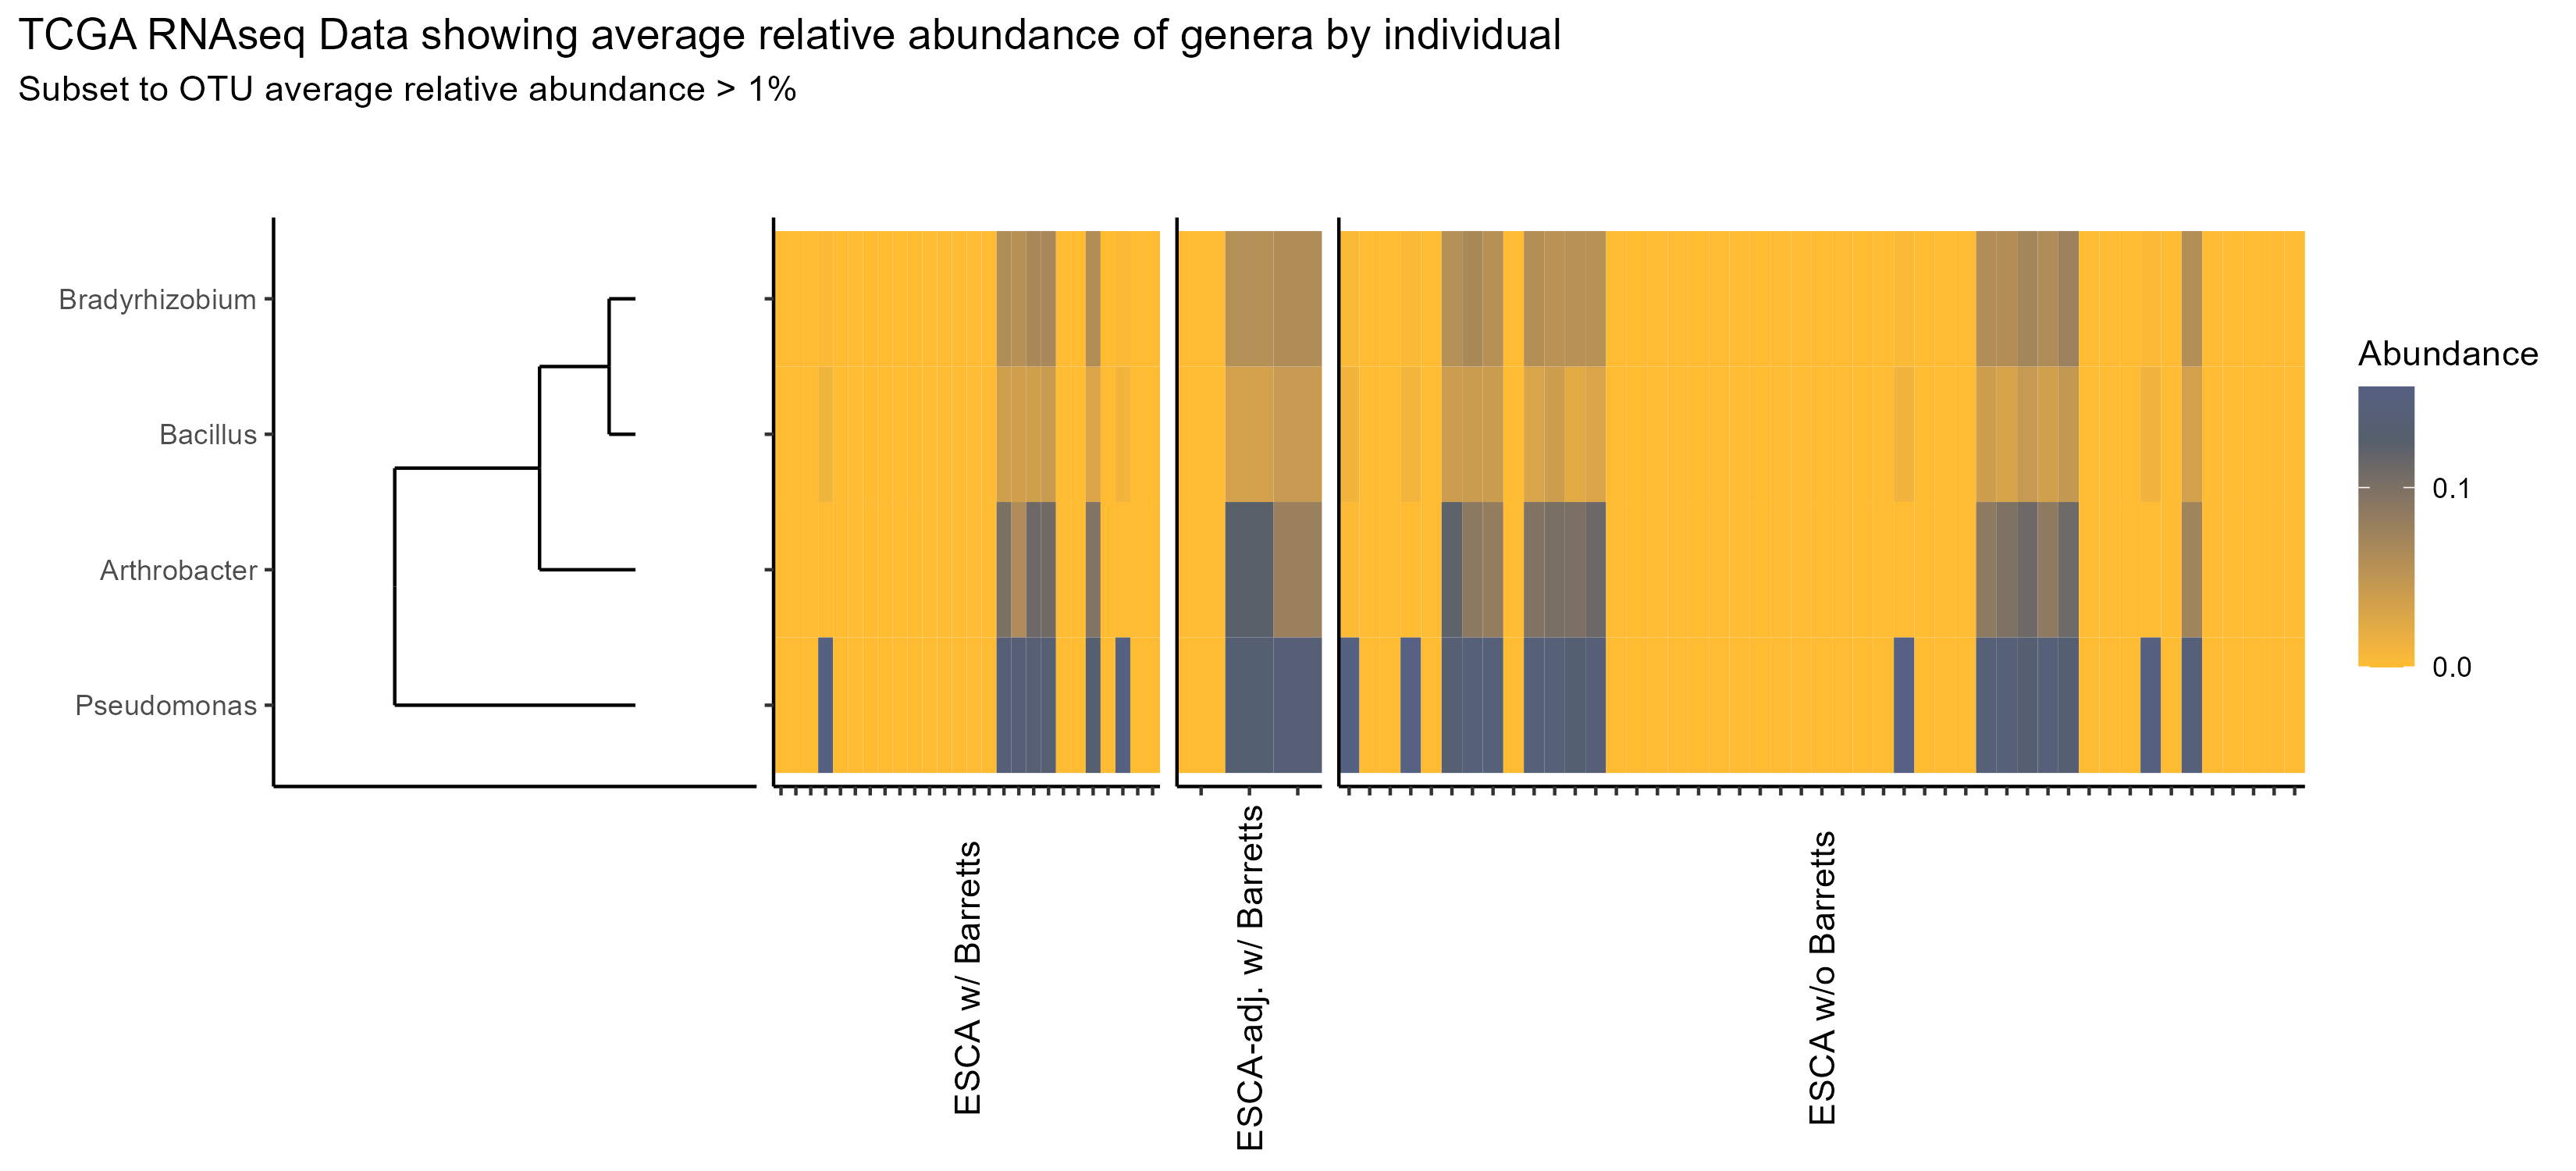 TCGA RNAseq Data showing average relative abundance of genera by individual
Subset to OTU average relative abundance > 1%
Bradyrhizobium
Bacillus
Arthrobacter
Pseudomonas
ESCA w/ Barretts
ESCA-adj. w/ Barretts
ESCA w/o Barretts
Abundance
0.1
0.0